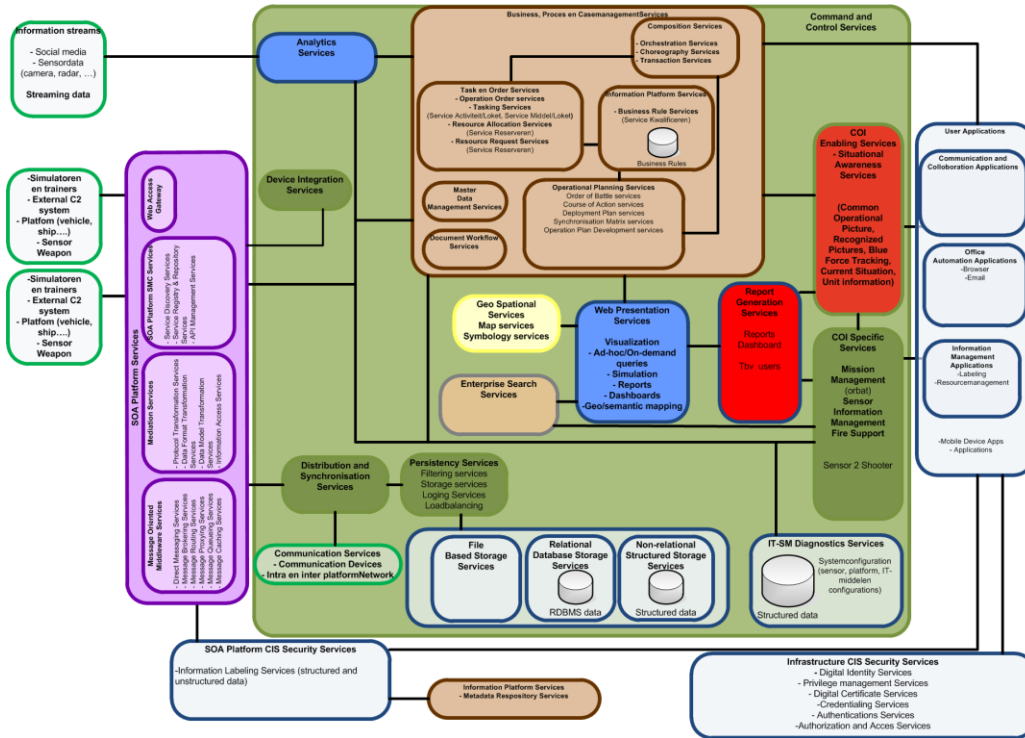 Information streams
- Social media
- Sensordata
(camera, radar, ...)
Streaming data
Analytics
Services
Business, Proces en CasemanagementServices
Composition Services
- Orchestration Services
- Choreography Services
- Transaction Services
Command and
Control Services
Task en Order Services
- Operation Order services
- Tasking Services
(Service Activiteit/Loket, Service Middel/Loket)
- Resource Allocation Services
(Service Reserveren)
- Resource Request Services
(Service Reserveren)
Information Platform Services
- Business Rule Services
(Service Kwalificeren)
Business Rules
Master
Data
Management Services
Document Workflow
Services
Operational Planning Services
Order of Battle services
Course of Action services
Deployment Plan services
Synchronisation Matrix services
Operation Plan Development services
COI
Enabling Services
- Situational
Awareness
Services
(Common
Operational
Picture,
Recognized
Pictures, Blue
Force Tracking,
Current Situation,
Unit information)
User Applications
Communication and
Colloboration Applications
Office
Automation Applications
-Browser
-Email
Information
Management
Applications
-Labeling
-Resourcemanagement
-Mobile Device Apps
- Applications
-Simulatoren
en trainers
- External C2
system
- Platfom (vehicle,
ship....)
- Sensor
Weapon
-Simulatoren
en trainers
- External C2
system
- Platfom (vehicle,
ship....)
- Sensor
Weapon
SOA Platform Services
Web Access
Gateway
SOA Platform SMC Services
- Service Discovery Services
- Service Registry & Repository
Services
- API Management Services
Mediation Services
- Protocol Transformation Services
- Data Format Transformation
Services
- Data Model Transformation
Services
- Information Access Services
Message Oriented
Middleware Services
- Direct Messaging Services
- Message Brokering Services
- Message Routing Services
- Message Proxying Services
- Message Queueing Services
- Message Caching Services
Device Integration
Services
Geo Spational
Services
Map services
Symbology services
Web Presentation
Services
Visualization
- Ad-hoc/On-demand
queries
- Simulation
- Reports
- Dashboards
-Geo/semantic mapping
Report
Generation
Services
Reports
Dashboard
Tbv users
COI Specific
Services
Mission
Management
(orbat)
Sensor
Information
Management
Fire Support
Sensor 2 Shooter
Enterprise Search
Services
Distribution and
Synchronisation
Services
Persistency Services
Filtering services
Storage services
Loging Services
Loadbalancing
Communication Services
- Communication Devices
- Intra en inter platformNetwork
File
Based Storage
Services
Relational
Database Storage
Services
RDBMS data
Non-relational
Structured Storage
Services
Structured data
IT-SM Diagnostics Services
Systemconfiguration
(sensor, platform, IT-
middelen
configurations)
Structured data
SOA Platform CIS Security Services
-Information Labeling Services (structured and
unstructured data)
Information Platform Services
- Metadata Respository Services
Infrastructure CIS Security Services
- Digital Identity Services
- Privilege management Services
- Digital Certificate Services
-Credentialing Services
- Authentications Services
-Authorization and Acces Services